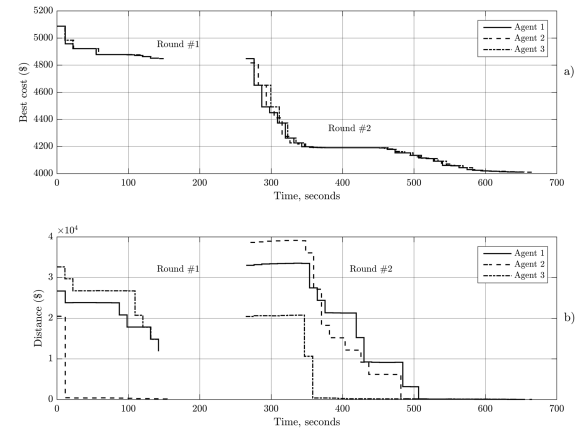 5200
5000
4800
4600
4400
4200
4000
Best cost ($)
Round #1
Round #2
Agent 1
Agent 2
Agent 3
a)
0 100 200 300 400 500 600 700
Time, seconds
×10⁴
4
3
2
1
0
Distance ($)
Round #1
Round #2
Agent 1
Agent 2
Agent 3
b)
0 100 200 300 400 500 600 700
Time, seconds